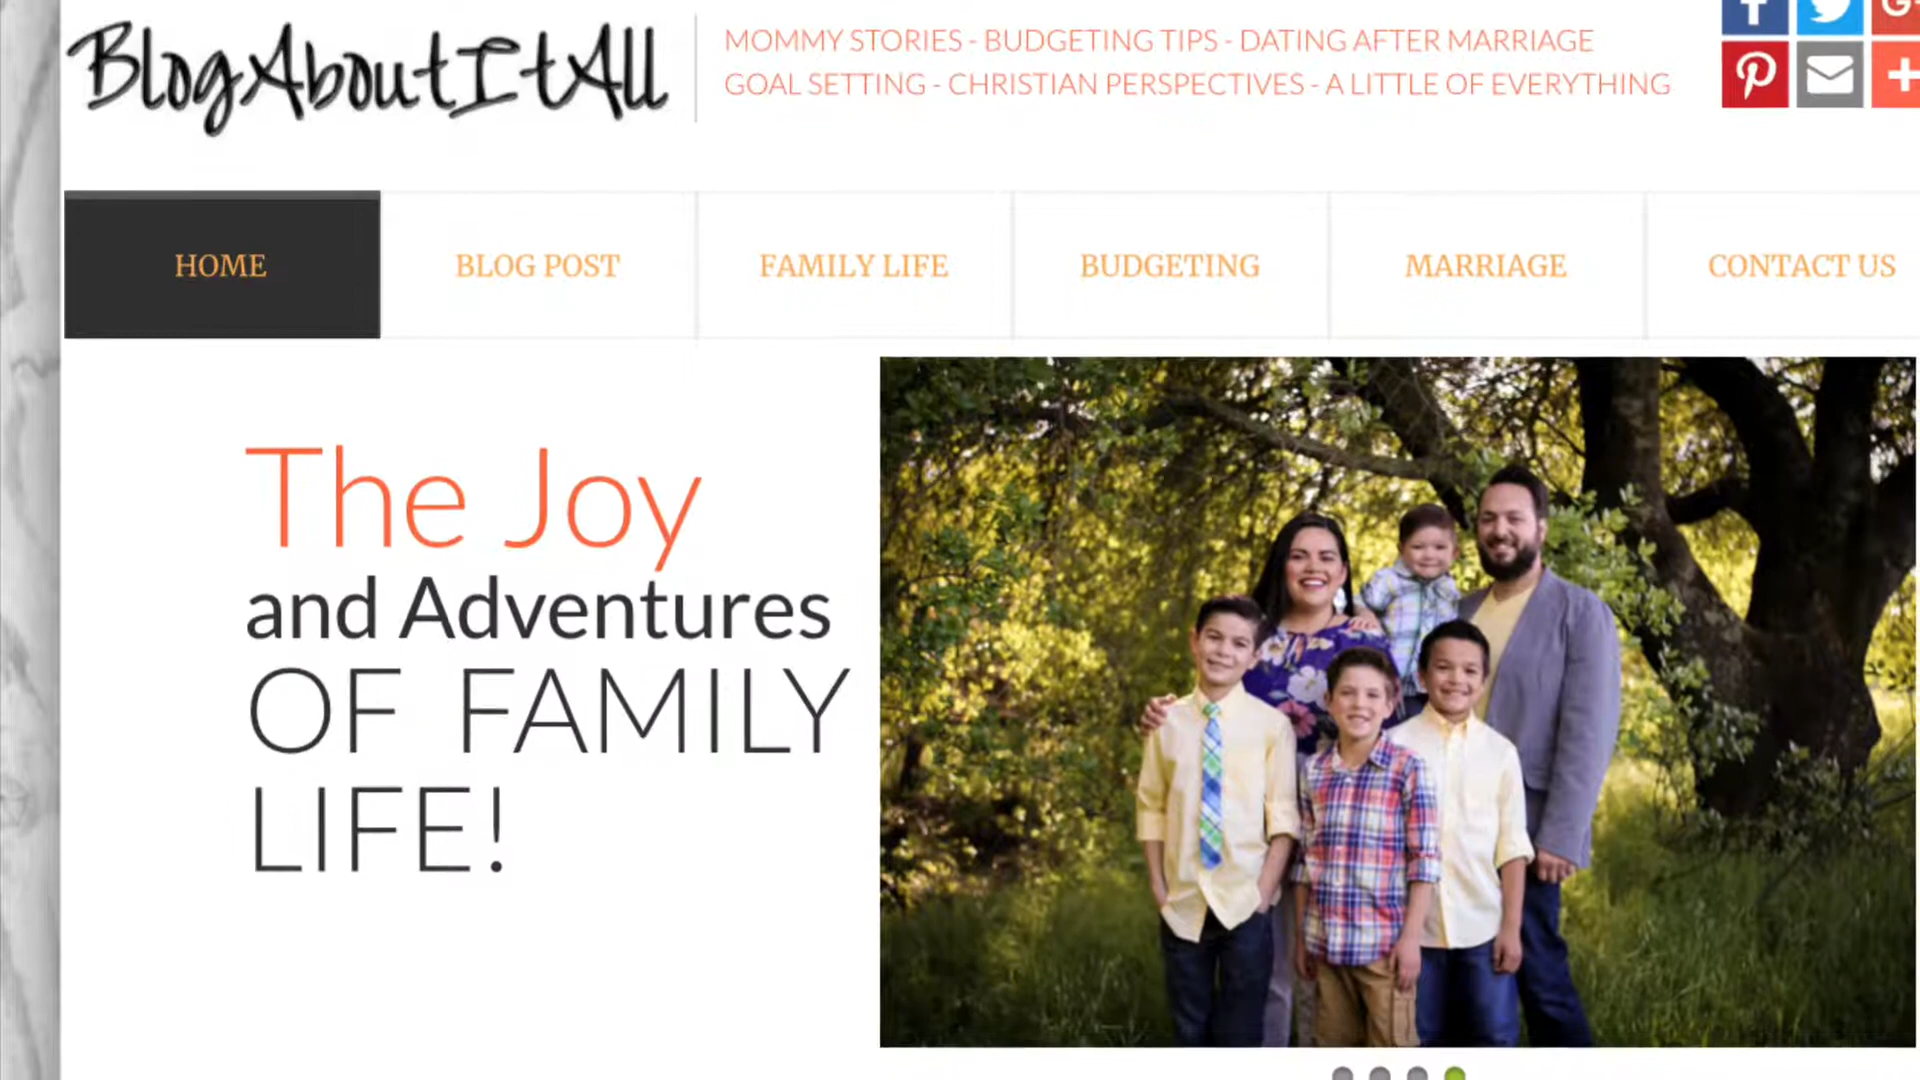 BlogAboutItAll
MOMMY STORIES - BUDGETING TIPS - DATING AFTER MARRIAGE
GOAL SETTING - CHRISTIAN PERSPECTIVES - A LITTLE OF EVERYTHING
HOME
BLOG POST
FAMILY LIFE
BUDGETING
MARRIAGE
CONTACT US
The Joy
and Adventures
OF FAMILY
LIFE!